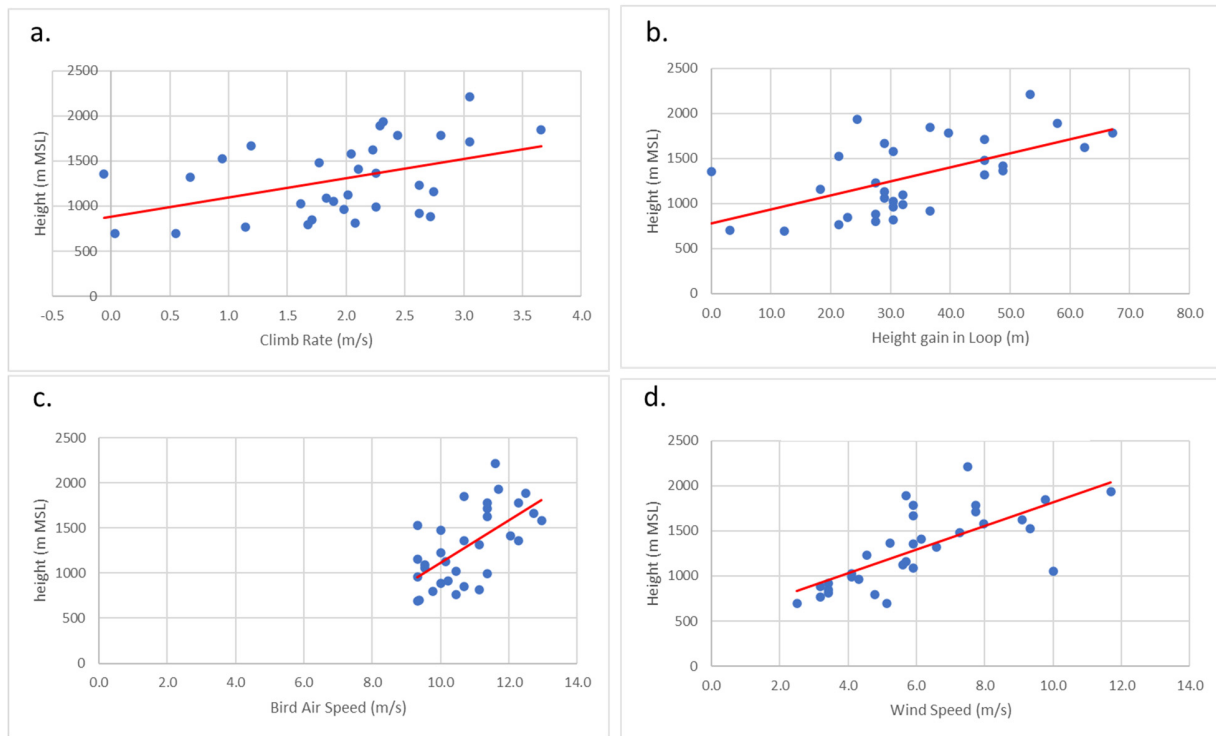 a.
2500
2000
1500
1000
500
0
Height (m MSL)
-0.5 0.0 0.5 1.0 1.5 2.0 2.5 3.0 3.5 4.0
Climb Rate (m/s)
b.
2500
2000
1500
1000
500
0
Height (m MSL)
0.0 10.0 20.0 30.0 40.0 50.0 60.0 70.0 80.0
Height gain in Loop (m)
c.
2500
2000
1500
1000
500
0
height (m MSL)
0.0 2.0 4.0 6.0 8.0 10.0 12.0 14.0
Bird Air Speed (m/s)
d.
2500
2000
1500
1000
500
0
Height (m MSL)
0.0 2.0 4.0 6.0 8.0 10.0 12.0 14.0
Wind Speed (m/s)